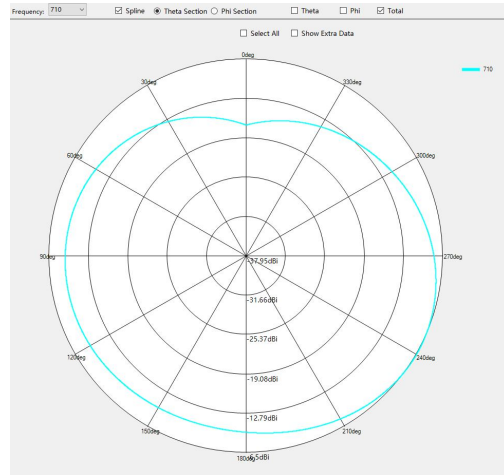 Frequency: 710 Spline Theta Section Phi Section Theta Phi Total
Select All Show Extra Data
0deg
710
30deg
330deg
60deg
300deg
90deg
-37.95dBi
270deg
-31.66dBi
-25.37dBi
120deg
240deg
-19.08dBi
-12.79dBi
150deg
210deg
180deg
-6.5dBi